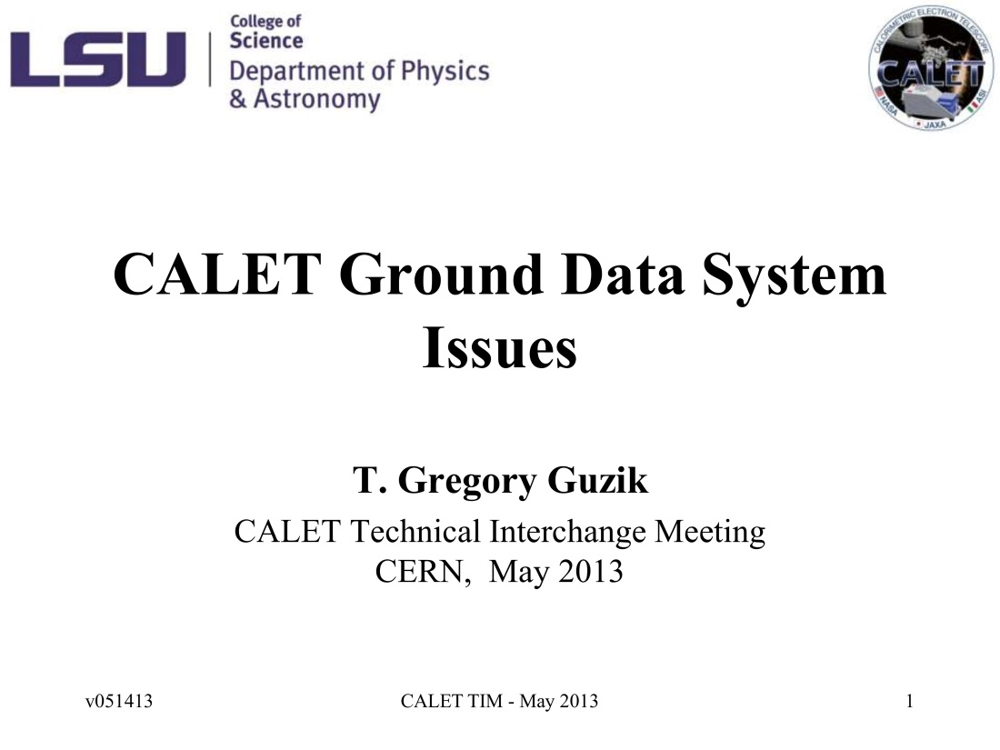 LSU
College of
Science
Department of Physics
& Astronomy
CALORIMETRIC ELECTRON TELESCOPE
CALET
NASA
JAXA
ASI
CALET Ground Data System
Issues
T. Gregory Guzik
CALET Technical Interchange Meeting
CERN,  May 2013
v051413
CALET TIM - May 2013
1